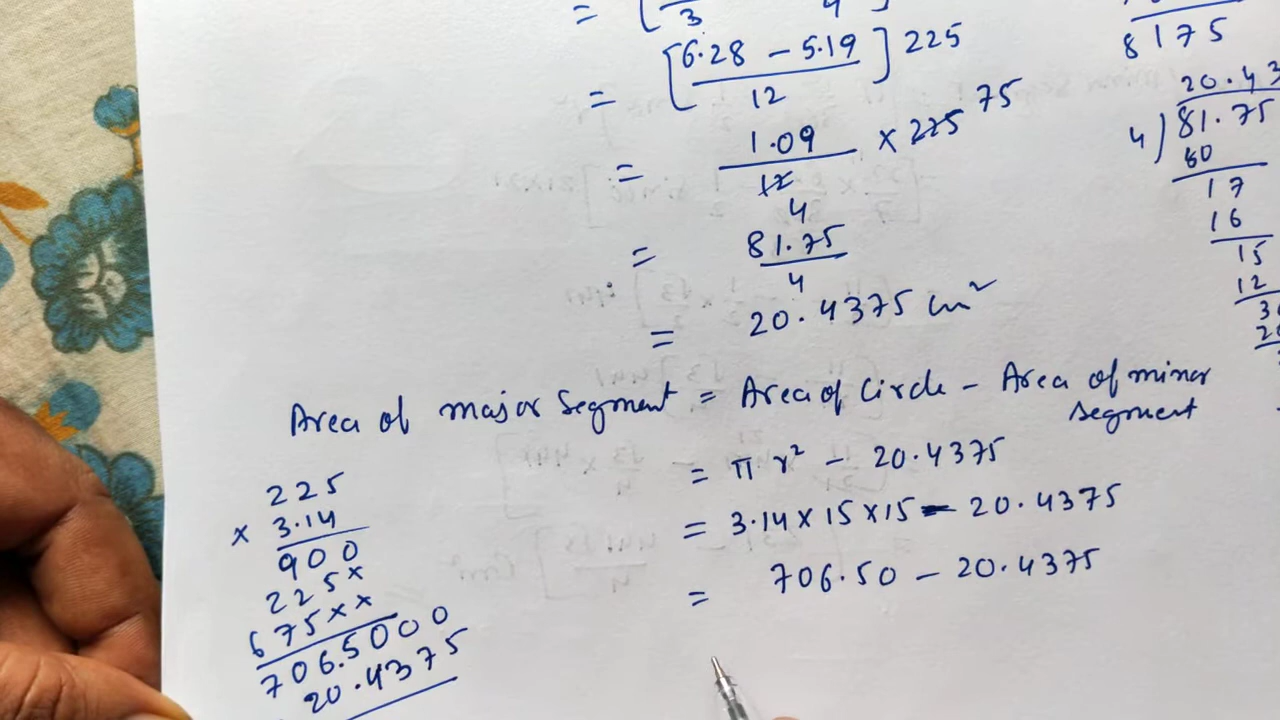 = [ 3 4 ]
= [ 6.28 - 5.19 / 12 ] 225
= 1.09 / 12 × 225 75
4
= 81.75 / 4
= 20.4375 cm²
Area of major segment = Area of circle - Area of minor segment
= π r² - 20.4375
= 3.14 × 15 × 15 - 20.4375
= 706.50 - 20.4375
225
× 3.14
900
225×
675××
706.5000
20.4375
8175
20.43
4 ) 81.75
80
17
16
15
12